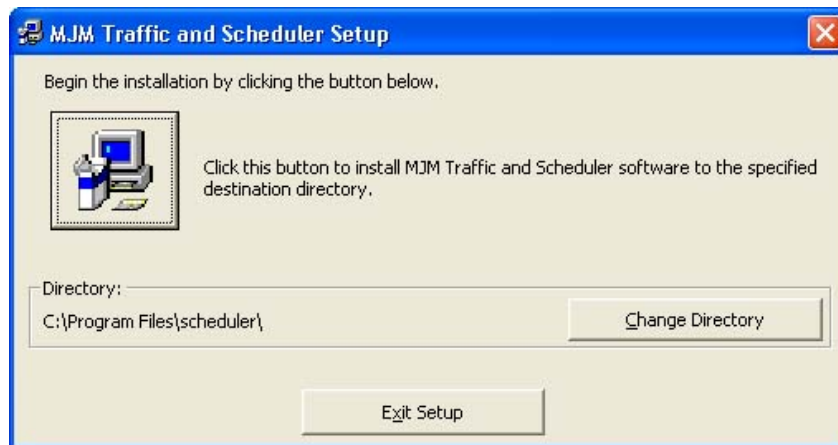 MJM Traffic and Scheduler Setup
Begin the installation by clicking the button below.
Click this button to install MJM Traffic and Scheduler software to the specified
destination directory.
Directory:
C:\Program Files\scheduler\
Change Directory
Exit Setup